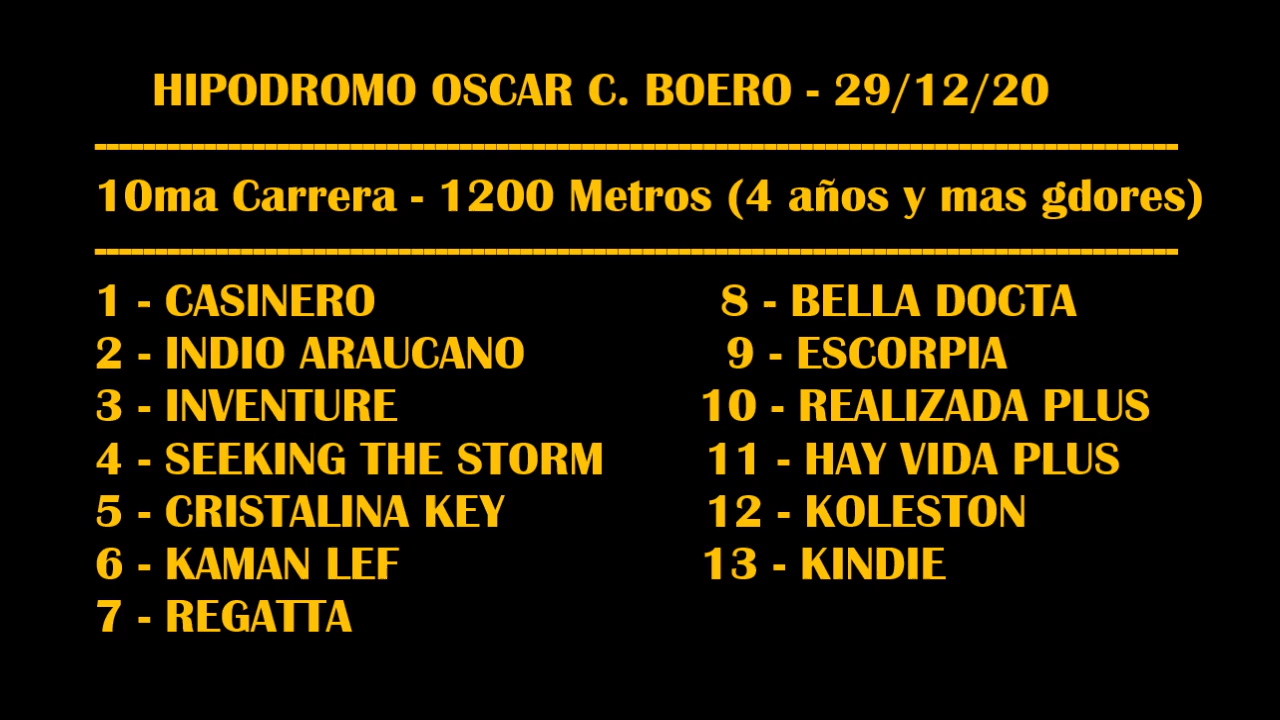 HIPODROMO OSCAR C. BOERO - 29/12/20
10ma Carrera - 1200 Metros (4 años y mas gdores)
1 - CASINERO
2 - INDIO ARAUCANO
3 - INVENTURE
4 - SEEKING THE STORM
5 - CRISTALINA KEY
6 - KAMAN LEF
7 - REGATTA
8 - BELLA DOCTA
9 - ESCORPIA
10 - REALIZADA PLUS
11 - HAY VIDA PLUS
12 - KOLESTON
13 - KINDIE